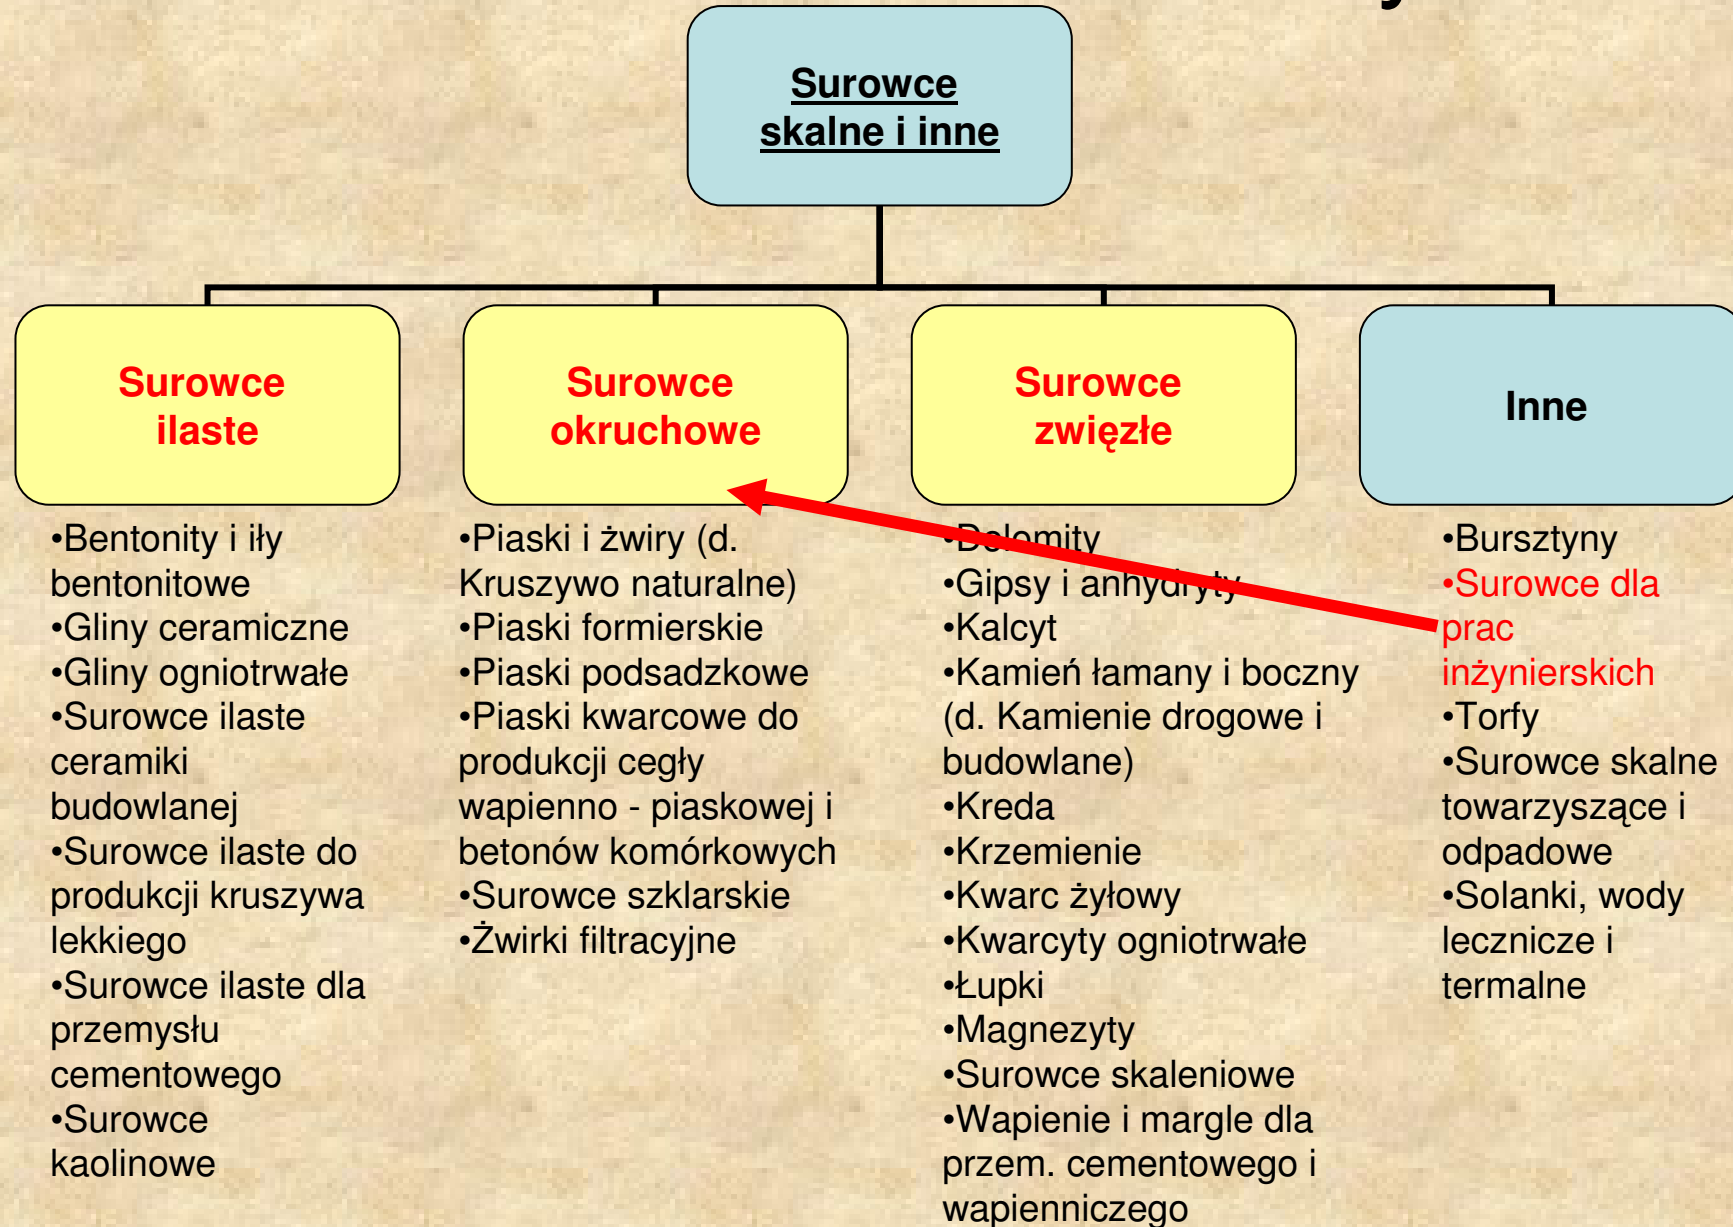 Surowce
skalne i inne
Surowce
ilaste
Surowce
okruchowe
Surowce
zwięzłe
Inne
•Bentonity i iły
bentonitowe
•Gliny ceramiczne
•Gliny ogniotrwałe
•Surowce ilaste
ceramiki
budowlanej
•Surowce ilaste do
produkcji kruszywa
lekkiego
•Surowce ilaste dla
przemysłu
cementowego
•Surowce
kaolinowe
•Piaski i żwiry (d.
Kruszywo naturalne)
•Piaski formierskie
•Piaski podsadzkowe
•Piaski kwarcowe do
produkcji cegły
wapienno - piaskowej i
betonów komórkowych
•Surowce szklarskie
•Żwirki filtracyjne
•Dolomity
•Gipsy i anhydryty
•Kalcyt
•Kamień łamany i boczny
(d. Kamienie drogowe i
budowlane)
•Kreda
•Krzemienie
•Kwarc żyłowy
•Kwarcyty ogniotrwałe
•Łupki
•Magnezyty
•Surowce skaleniowe
•Wapienie i margle dla
przem. cementowego i
wapienniczego
•Bursztyny
•Surowce dla
prac
inżynierskich
•Torfy
•Surowce skalne
towarzyszące i
odpadowe
•Solanki, wody
lecznicze i
termalne